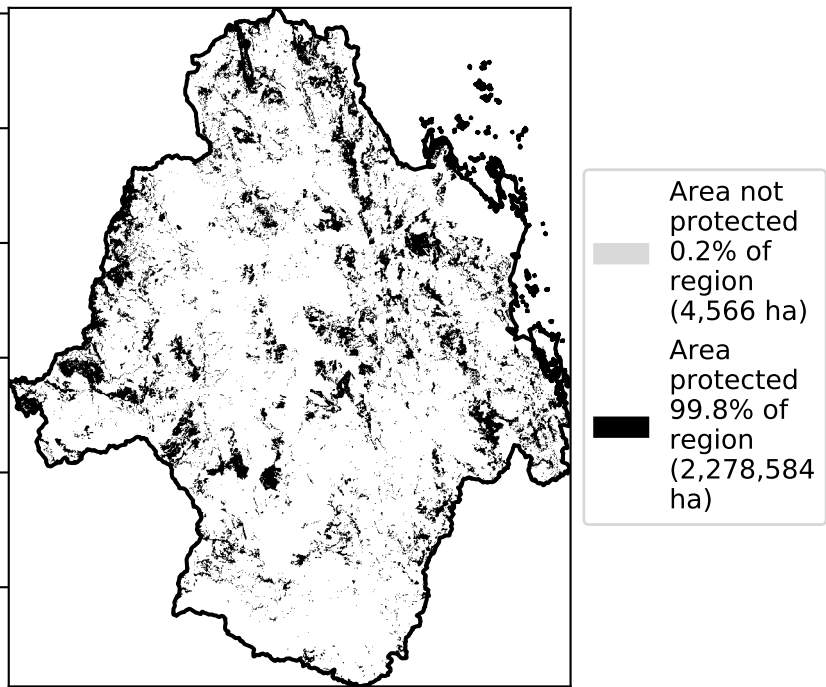 Area not
protected
0.2% of
region
(4,566 ha)
Area
protected
99.8% of
region
(2,278,584
ha)